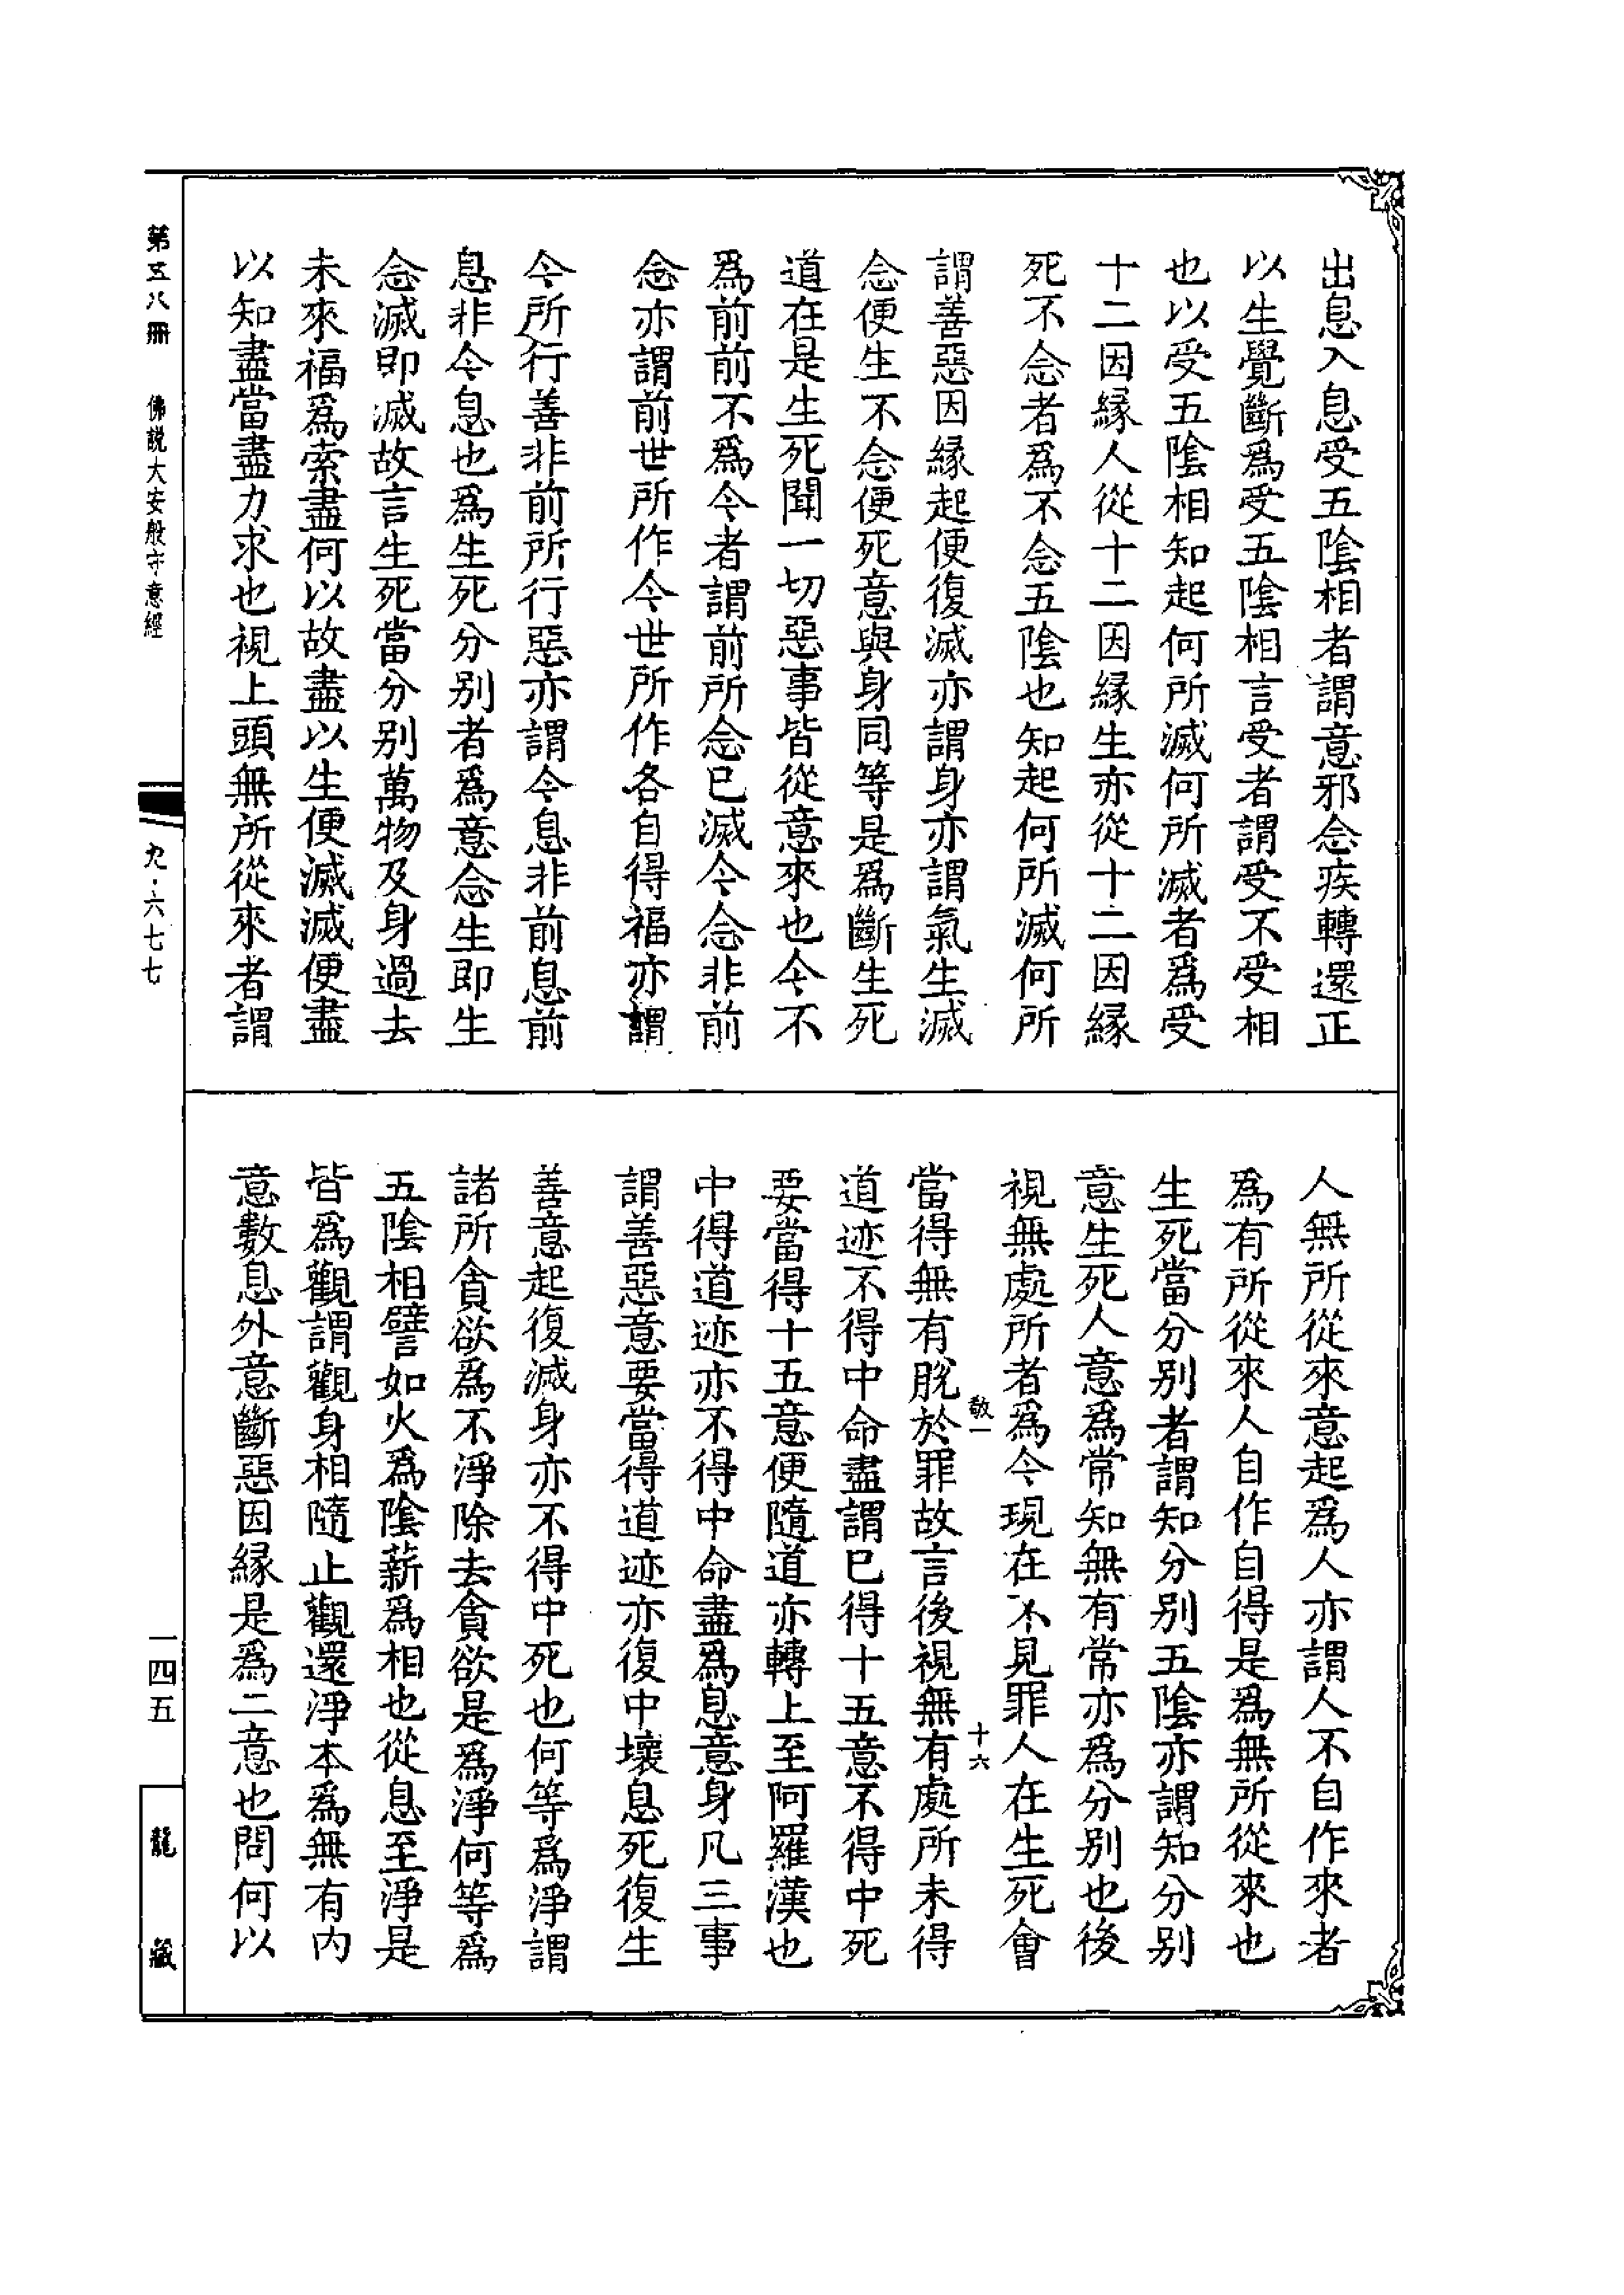 出息入息受五陰相者謂意邪念疾轉還正
以生覺斷爲受五陰相言受者謂受不受相
也以受五陰相知起何所滅何所滅者爲受
十二因緣人從十二因緣生亦從十二因緣
死不念者爲不念五陰也知起何所滅何所
謂善惡因緣起便復滅亦謂身亦謂氣生滅
念便生不念便死意與身同等是爲斷生死
道在是生死聞一切惡事皆從意來也今不
爲前前不爲今者謂前所念已滅今念非前
念亦謂前世所作今世所作各自得福亦謂
今所行善非前所行惡亦謂今息非前息前
息非今息也爲生死分别者爲意念生即生
念滅即滅故言生死當分别萬物及身過去
未來福爲索盡何以故盡以生便滅滅便盡
以知盡當盡力求也視上頭無所從來者謂
人無所從來意起爲人亦謂人不自作來者
爲有所從來人自作自得是爲無所從來也
生死當分别者謂知分别五陰亦謂知分别
意生死人意爲常知無有常亦爲分别也後
視無處所者爲今現在不見罪人在生死會
敬一
十六
當得無有脫於罪故言後視無有處所未得
道迹不得中命盡謂已得十五意不得中死
要當得十五意便隨道亦轉上至阿羅漢也
中得道迹亦不得中命盡爲息意身凡三事
謂善惡意要當得道迹亦復中壞息死復生
善意起復滅身亦不得中死也何等爲淨謂
諸所貪欲爲不淨除去貪欲是爲淨何等爲
五陰相譬如火爲陰薪爲相也從息至淨是
皆爲觀謂觀身相隨止觀還淨本爲無有內
意數息外意斷惡因緣是爲二意也問何以
第五八冊
佛說大安般守意經
九·六七七
一四五
龍藏